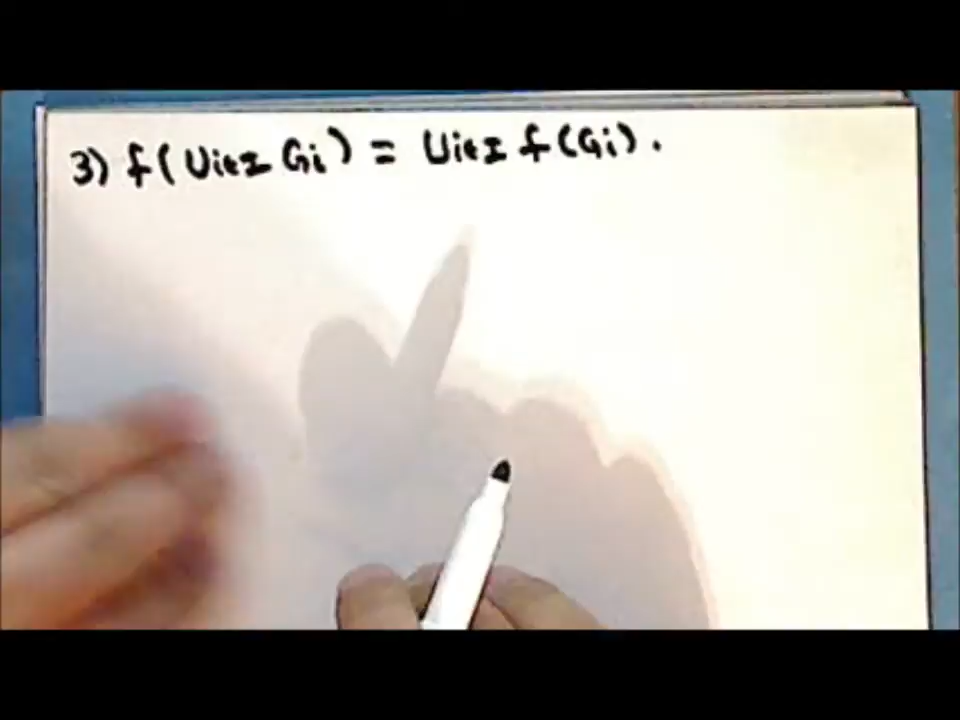 3) f(∪i∈I Gi) = ∪i∈I f(Gi).